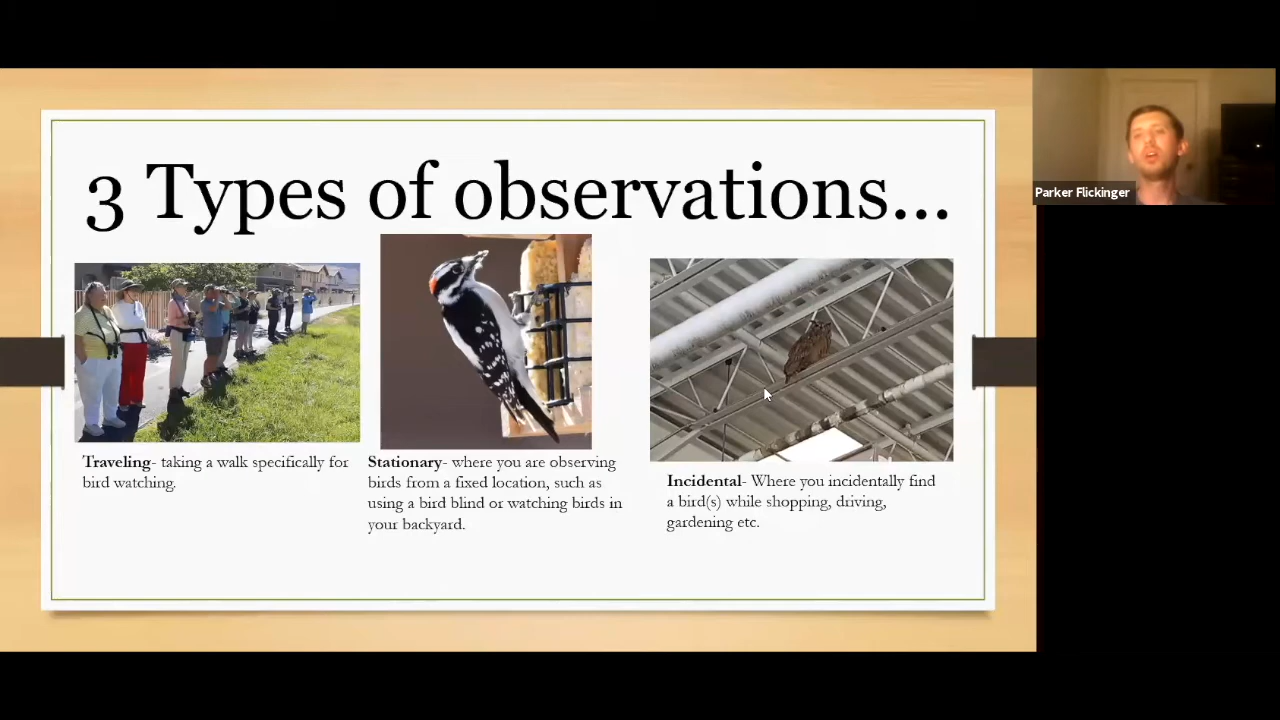 3 Types of observations...
Parker Flickinger
Traveling- taking a walk specifically for
bird watching.
Stationary- where you are observing
birds from a fixed location, such as
using a bird blind or watching birds in
your backyard.
Incidental- Where you incidentally find
a bird(s) while shopping, driving,
gardening etc.